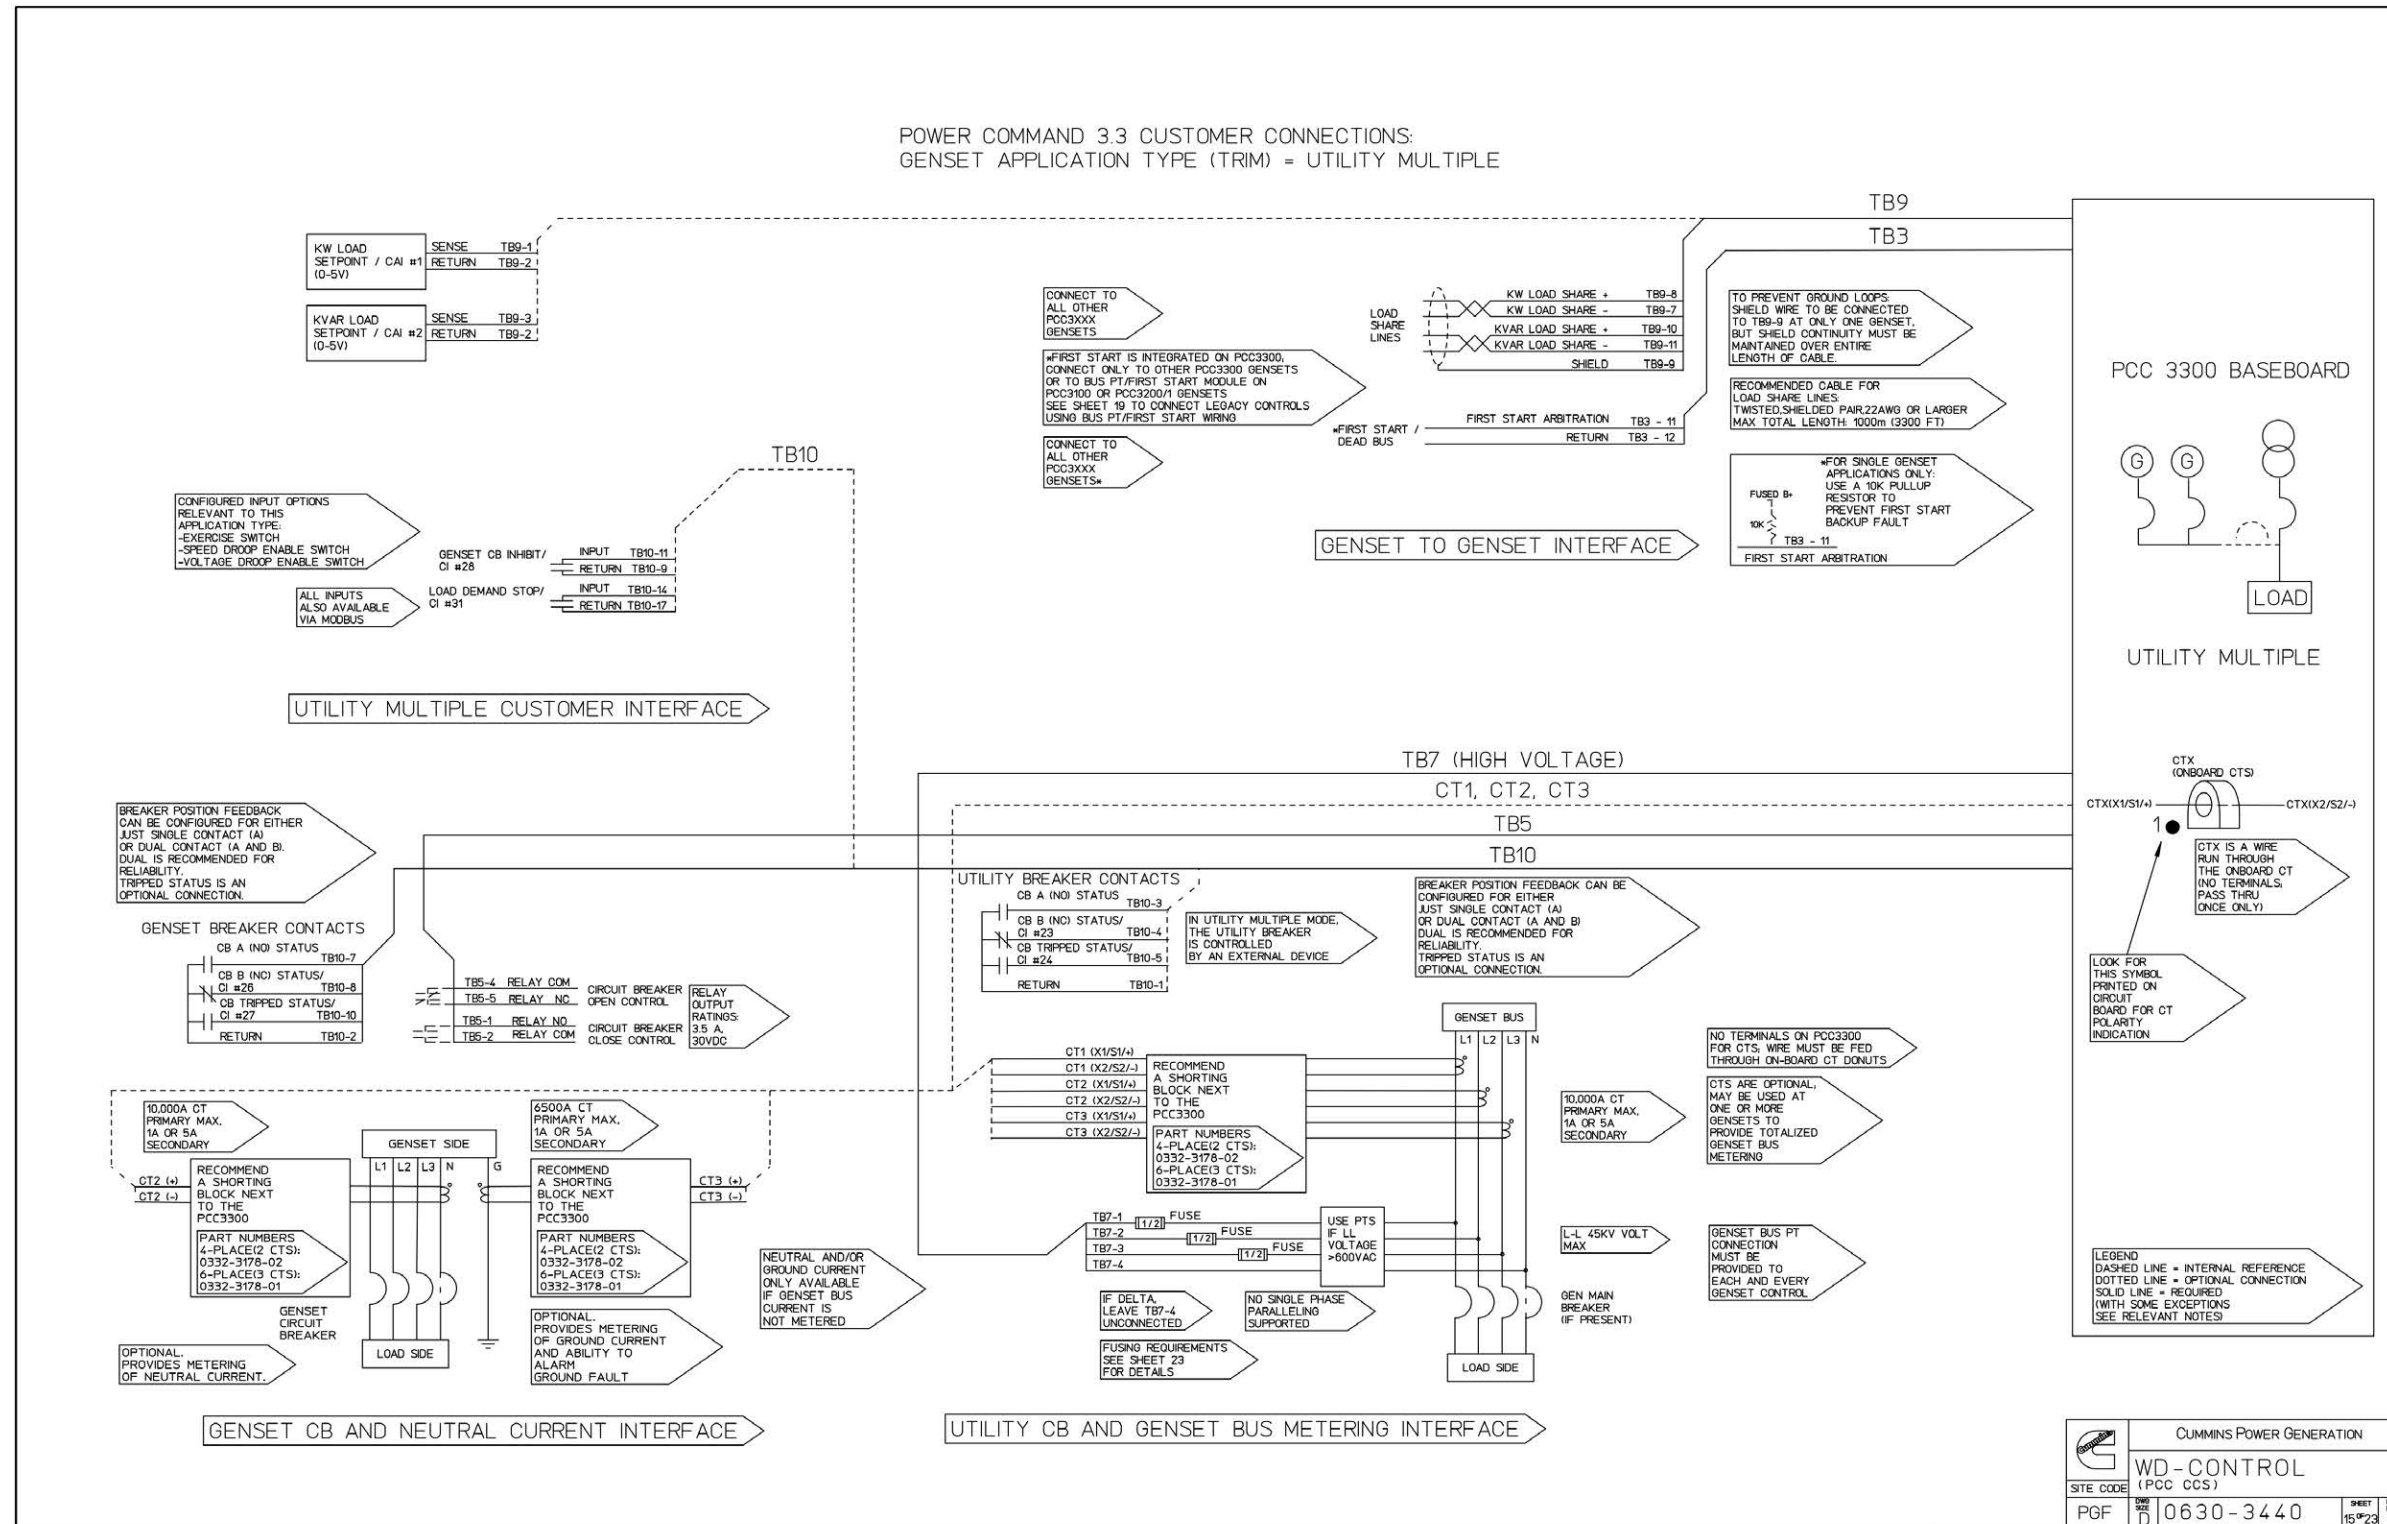 POWER COMMAND 3.3 CUSTOMER CONNECTIONS:
GENSET APPLICATION TYPE (TRIM) = UTILITY MULTIPLE
TB9
TB3
KW LOAD
SETPOINT / CAI #1
(0-5V)
SENSE TB9-1
RETURN TB9-2
KVAR LOAD
SETPOINT / CAI #2
(0-5V)
SENSE TB9-3
RETURN TB9-2
CONNECT TO
ALL OTHER
PCC3XXX
GENSETS
LOAD
SHARE
LINES
KW LOAD SHARE + TB9-8
KW LOAD SHARE - TB9-7
KVAR LOAD SHARE + TB9-10
KVAR LOAD SHARE - TB9-11
SHIELD TB9-9
TO PREVENT GROUND LOOPS:
SHIELD WIRE TO BE CONNECTED
TO TB9-9 AT ONLY ONE GENSET,
BUT SHIELD CONTINUITY MUST BE
MAINTAINED OVER ENTIRE
LENGTH OF CABLE.
*FIRST START IS INTEGRATED ON PCC3300;
CONNECT ONLY TO OTHER PCC3300 GENSETS
OR TO BUS PT/FIRST START MODULE ON
PCC3100 OR PCC3200/1 GENSETS
SEE SHEET 19 TO CONNECT LEGACY CONTROLS
USING BUS PT/FIRST START WIRING
RECOMMENDED CABLE FOR
LOAD SHARE LINES:
TWISTED,SHIELDED PAIR,22AWG OR LARGER
MAX TOTAL LENGTH: 1000m (3300 FT)
*FIRST START /
DEAD BUS
FIRST START ARBITRATION TB3 - 11
RETURN TB3 - 12
CONNECT TO
ALL OTHER
PCC3XXX
GENSETS*
*FOR SINGLE GENSET
APPLICATIONS ONLY:
USE A 10K PULLUP
RESISTOR TO
PREVENT FIRST START
BACKUP FAULT
FUSED B+
10K
TB3 - 11
FIRST START ARBITRATION
GENSET TO GENSET INTERFACE
PCC 3300 BASEBOARD
G
G
LOAD
UTILITY MULTIPLE
TB10
CONFIGURED INPUT OPTIONS
RELEVANT TO THIS
APPLICATION TYPE:
-EXERCISE SWITCH
-SPEED DROOP ENABLE SWITCH
-VOLTAGE DROOP ENABLE SWITCH
ALL INPUTS
ALSO AVAILABLE
VIA MODBUS
GENSET CB INHIBIT/
CI #28
INPUT TB10-11
RETURN TB10-9
LOAD DEMAND STOP/
CI #31
INPUT TB10-14
RETURN TB10-17
UTILITY MULTIPLE CUSTOMER INTERFACE
TB7 (HIGH VOLTAGE)
CT1, CT2, CT3
TB5
TB10
CTX
(ONBOARD CTS)
CTX(X1/S1/+)
CTX(X2/S2/-)
1
CTX IS A WIRE
RUN THROUGH
THE ONBOARD CT
(NO TERMINALS,
PASS THRU
ONCE ONLY)
LOOK FOR
THIS SYMBOL
PRINTED ON
CIRCUIT
BOARD FOR CT
POLARITY
INDICATION
BREAKER POSITION FEEDBACK
CAN BE CONFIGURED FOR EITHER
JUST SINGLE CONTACT (A)
OR DUAL CONTACT (A AND B).
DUAL IS RECOMMENDED FOR
RELIABILITY.
TRIPPED STATUS IS AN
OPTIONAL CONNECTION.
GENSET BREAKER CONTACTS
CB A (NO) STATUS
TB10-7
CB B (NC) STATUS/
CI #26 TB10-8
CB TRIPPED STATUS/
CI #27 TB10-10
RETURN TB10-2
TB5-4 RELAY COM
TB5-5 RELAY NC
CIRCUIT BREAKER
OPEN CONTROL
TB5-1 RELAY NO
TB5-2 RELAY COM
CIRCUIT BREAKER
CLOSE CONTROL
RELAY
OUTPUT
RATINGS:
3.5 A,
30VDC
UTILITY BREAKER CONTACTS
CB A (NO) STATUS
TB10-3
CB B (NC) STATUS/
CI #23 TB10-4
CB TRIPPED STATUS/
CI #24 TB10-5
RETURN TB10-1
IN UTILITY MULTIPLE MODE,
THE UTILITY BREAKER
IS CONTROLLED
BY AN EXTERNAL DEVICE
BREAKER POSITION FEEDBACK CAN BE
CONFIGURED FOR EITHER
JUST SINGLE CONTACT (A)
OR DUAL CONTACT (A AND B)
DUAL IS RECOMMENDED FOR
RELIABILITY.
TRIPPED STATUS IS AN
OPTIONAL CONNECTION.
10,000A CT
PRIMARY MAX.
1A OR 5A
SECONDARY
GENSET SIDE
L1 L2 L3 N
G
6500A CT
PRIMARY MAX.
1A OR 5A
SECONDARY
CT2 (+)
CT2 (-)
RECOMMEND
A SHORTING
BLOCK NEXT
TO THE
PCC3300
PART NUMBERS
4-PLACE(2 CTS):
0332-3178-02
6-PLACE(3 CTS):
0332-3178-01
RECOMMEND
A SHORTING
BLOCK NEXT
TO THE
PCC3300
PART NUMBERS
4-PLACE(2 CTS):
0332-3178-02
6-PLACE(3 CTS):
0332-3178-01
CT3 (+)
CT3 (-)
GENSET
CIRCUIT
BREAKER
LOAD SIDE
OPTIONAL.
PROVIDES METERING
OF NEUTRAL CURRENT.
OPTIONAL.
PROVIDES METERING
OF GROUND CURRENT
AND ABILITY TO
ALARM
GROUND FAULT
NEUTRAL AND/OR
GROUND CURRENT
ONLY AVAILABLE
IF GENSET BUS
CURRENT IS
NOT METERED
GENSET CB AND NEUTRAL CURRENT INTERFACE
GENSET BUS
L1 L2 L3 N
CT1 (X1/S1/+)
CT1 (X2/S2/-)
CT2 (X1/S1/+)
CT2 (X2/S2/-)
CT3 (X1/S1/+)
CT3 (X2/S2/-)
RECOMMEND
A SHORTING
BLOCK NEXT
TO THE
PCC3300
PART NUMBERS
4-PLACE(2 CTS):
0332-3178-02
6-PLACE(3 CTS):
0332-3178-01
10,000A CT
PRIMARY MAX.
1A OR 5A
SECONDARY
NO TERMINALS ON PCC3300
FOR CTS; WIRE MUST BE FED
THROUGH ON-BOARD CT DONUTS
CTS ARE OPTIONAL,
MAY BE USED AT
ONE OR MORE
GENSETS TO
PROVIDE TOTALIZED
GENSET BUS
METERING
TB7-1 1/2 FUSE
TB7-2 1/2 FUSE
TB7-3 1/2 FUSE
TB7-4
USE PTS
IF LL
VOLTAGE
>600VAC
L-L 45KV VOLT
MAX
GENSET BUS PT
CONNECTION
MUST BE
PROVIDED TO
EACH AND EVERY
GENSET CONTROL
IF DELTA,
LEAVE TB7-4
UNCONNECTED
NO SINGLE PHASE
PARALLELING
SUPPORTED
GEN MAIN
BREAKER
(IF PRESENT)
FUSING REQUIREMENTS
SEE SHEET 23
FOR DETAILS
LOAD SIDE
UTILITY CB AND GENSET BUS METERING INTERFACE
LEGEND
DASHED LINE = INTERNAL REFERENCE
DOTTED LINE = OPTIONAL CONNECTION
SOLID LINE = REQUIRED
(WITH SOME EXCEPTIONS
SEE RELEVANT NOTES)
Cummins
CUMMINS POWER GENERATION
WD-CONTROL
(PCC CCS)
SITE CODE
PGF
DWG SIZE
D
0630-3440
SHEET
15 OF 23